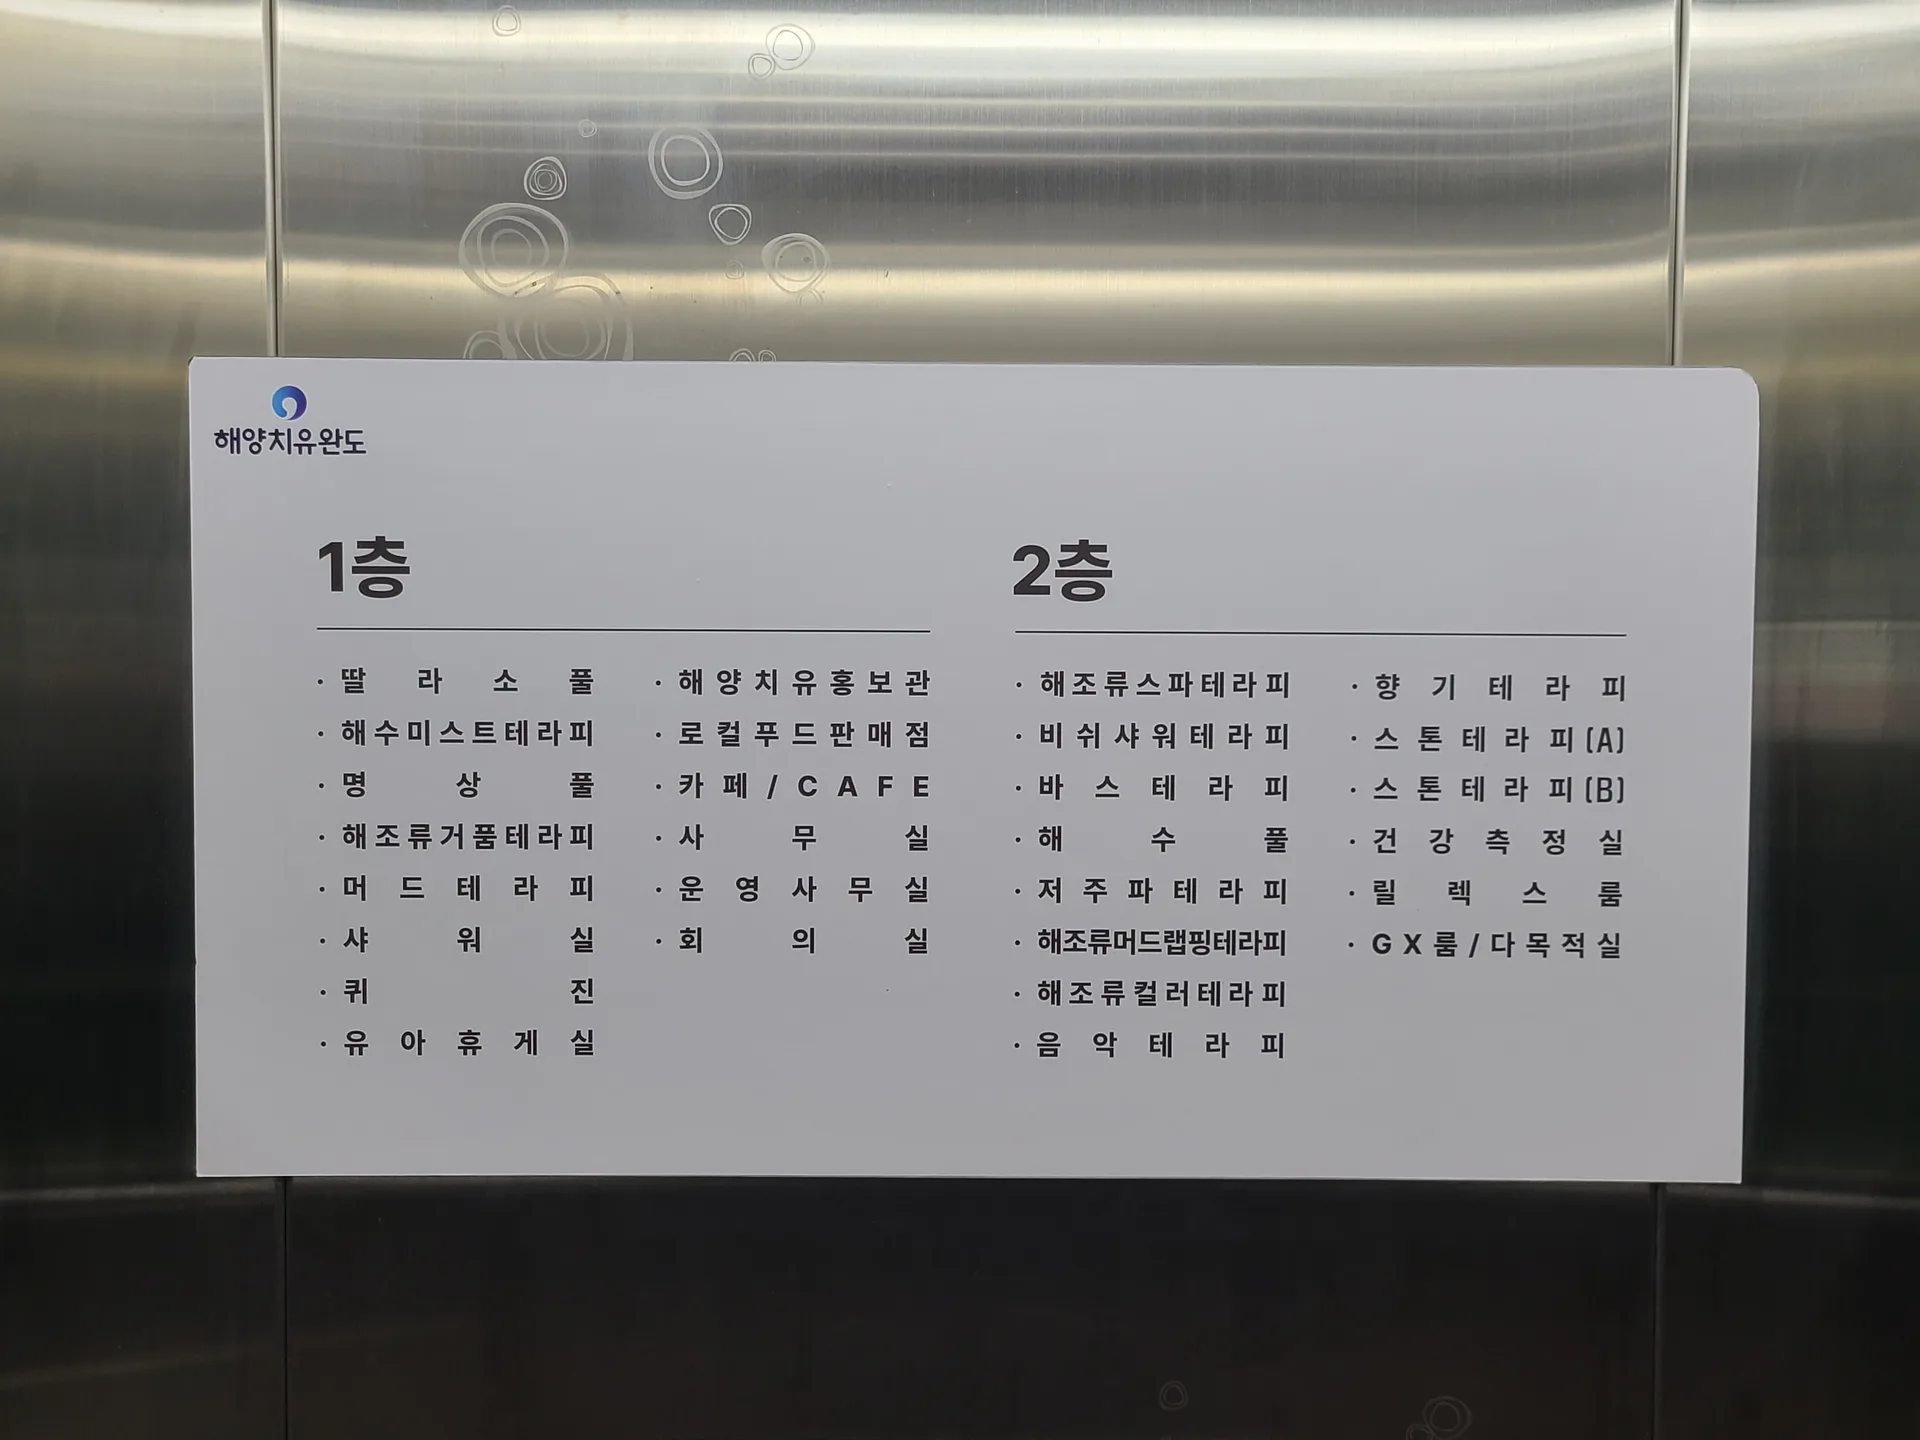 해양치유완도
1층
· 딸라소풀
· 해수미스트테라피
· 명상풀
· 해조류거품테라피
· 머드테라피
· 샤워실
· 퀴진
· 유아휴게실
· 해양치유홍보관
· 로컬푸드판매점
· 카페/CAFE
· 사무실
· 운영사무실
· 회의실
2층
· 해조류스파테라피
· 비쉬샤워테라피
· 바스테라피
· 해수풀
· 저주파테라피
· 해조류머드랩핑테라피
· 해조류컬러테라피
· 음악테라피
· 향기테라피
· 스톤테라피(A)
· 스톤테라피(B)
· 건강측정실
· 릴렉스룸
· GX룸/다목적실